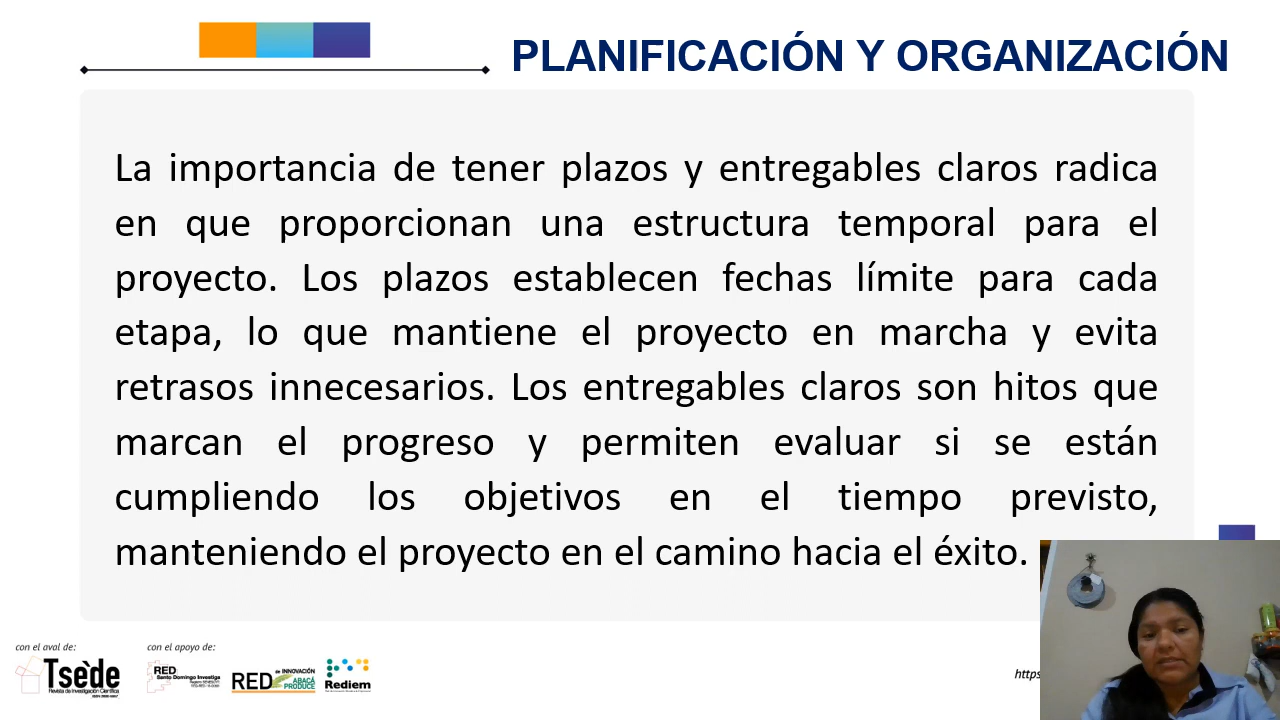 PLANIFICACIÓN Y ORGANIZACIÓN
La importancia de tener plazos y entregables claros radica
en que proporcionan una estructura temporal para el
proyecto. Los plazos establecen fechas límite para cada
etapa, lo que mantiene el proyecto en marcha y evita
retrasos innecesarios. Los entregables claros son hitos que
marcan el progreso y permiten evaluar si se están
cumpliendo los objetivos en el tiempo previsto,
manteniendo el proyecto en el camino hacia el éxito.
con el aval de:
Tsède
Revista de Investigación Científica
con el apoyo de:
RED
Santo Domingo Investiga
RED de INNOVACIÓN
ABACÁ
PRODUCE
Rediem
https